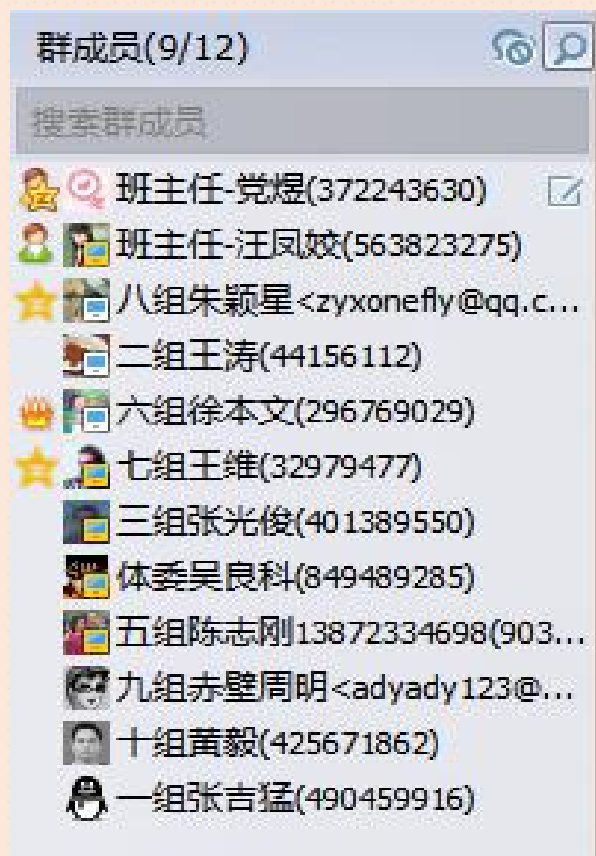 群成员(9/12)
搜索群成员
班主任-党煜(372243630)
班主任-汪凤姣(563823275)
八组朱颖星<zyxonefly@qq.c...
二组王涛(44156112)
六组徐本文(296769029)
七组王维(32979477)
三组张光俊(401389550)
体委吴良科(849489285)
五组陈志刚13872334698(903...
九组赤壁周明<adyady123@...
十组黄毅(425671862)
一组张吉猛(490459916)